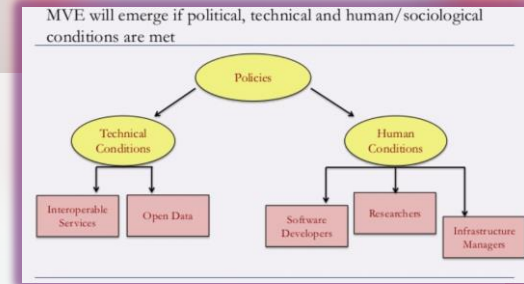 MVE will emerge if political, technical and human/sociological
conditions are met
Policies
Technical
Conditions
Human
Conditions
Interoperable
Services
Open Data
Software
Developers
Researchers
Infrastructure
Managers